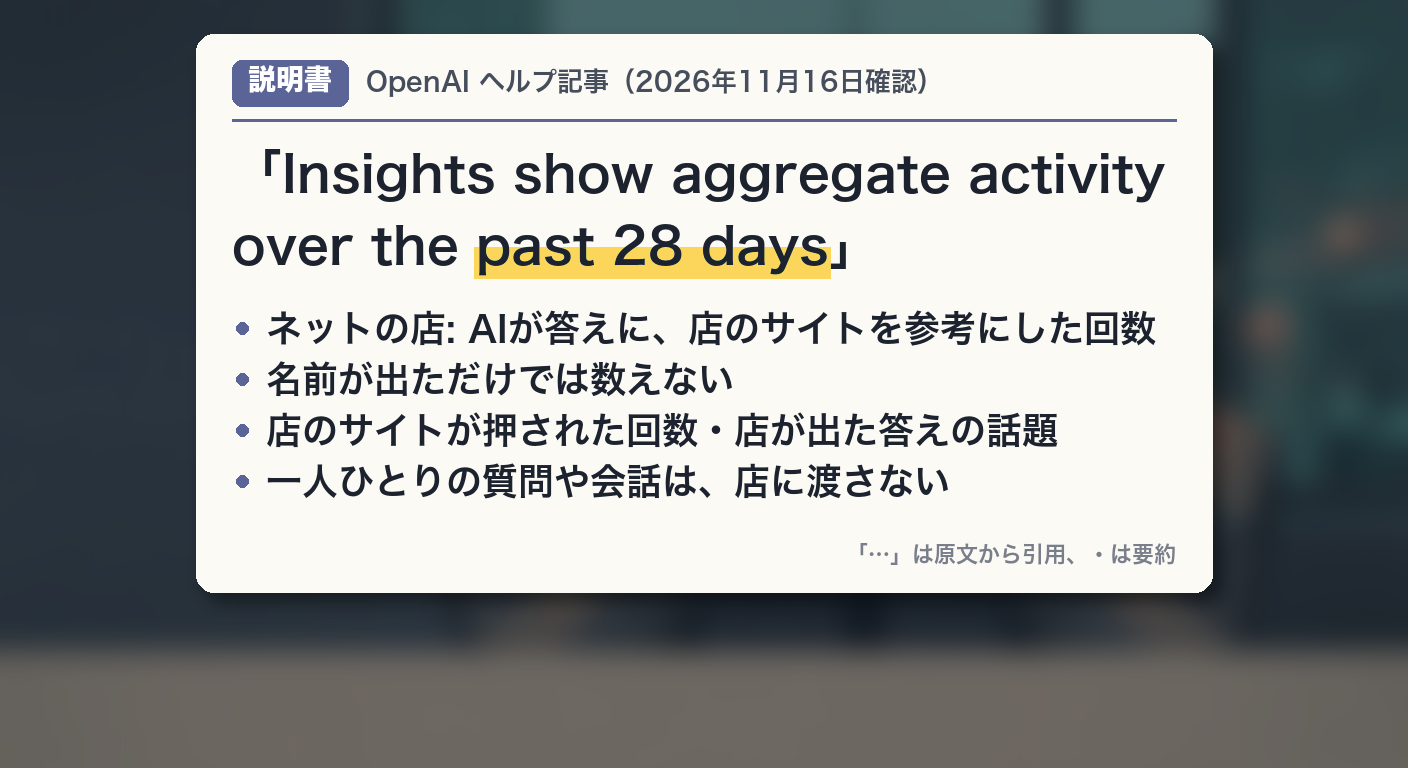 説明書
OpenAI ヘルプ記事（2026年11月16日確認）
「Insights show aggregate activity
over the past 28 days」
• ネットの店: AIが答えに、店のサイトを参考にした回数
• 名前が出ただけでは数えない
• 店のサイトが押された回数・店が出た答えの話題
• 一人ひとりの質問や会話は、店に渡さない
「…」は原文から引用、・は要約